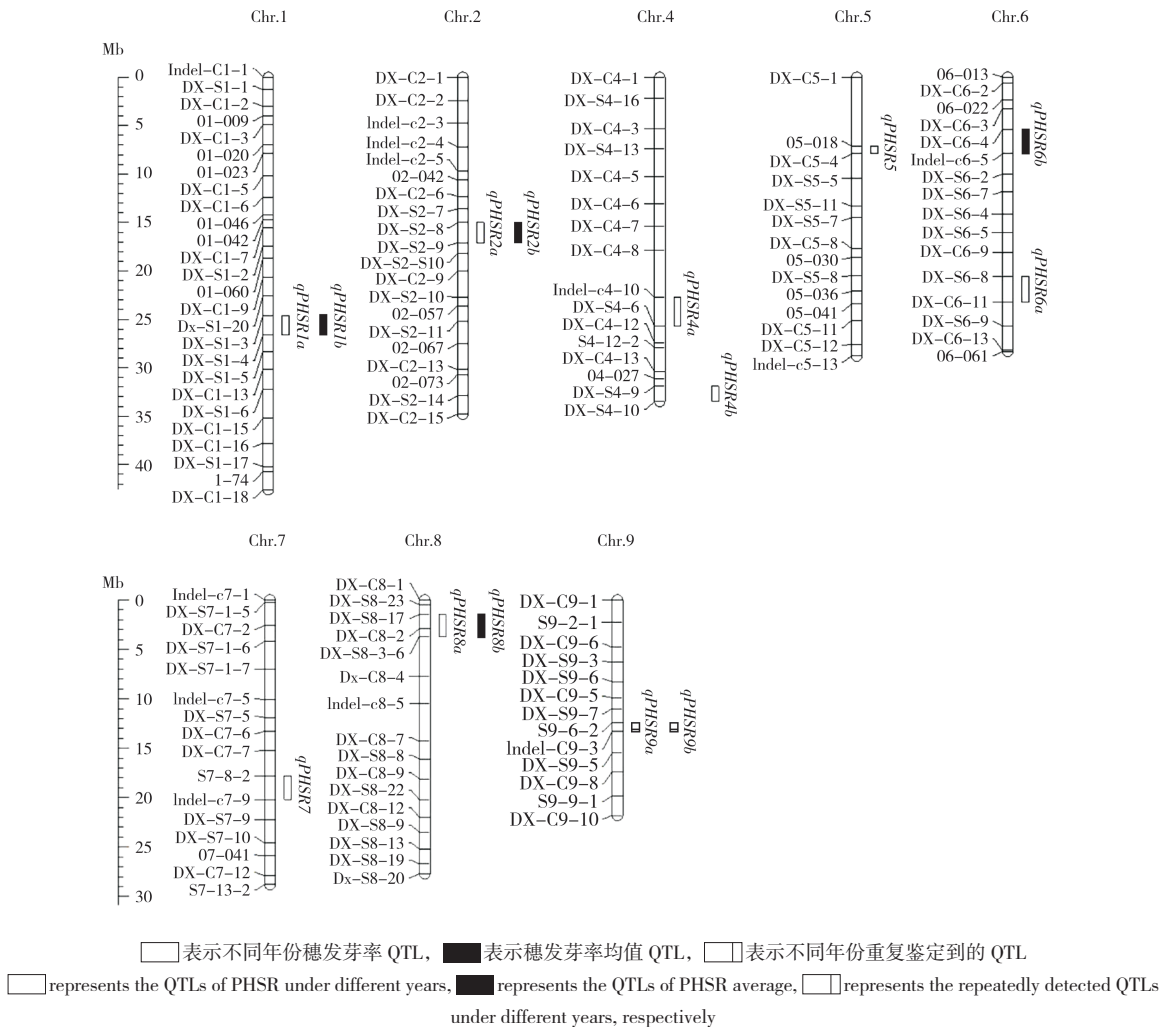 Chr.1 Chr.2 Chr.4 Chr.5 Chr.6
Mb
0
5
10
15
20
25
30
35
40
Indel-C1-1
DX-S1-1
DX-C1-2
01-009
DX-C1-3
01-020
01-023
DX-C1-5
DX-C1-6
01-046
01-042
DX-C1-7
DX-S1-2
01-060
DX-C1-9
Dx-S1-20
DX-S1-3
DX-S1-4
DX-S1-5
DX-C1-13
DX-S1-6
DX-C1-15
DX-C1-16
DX-S1-17
1-74
DX-C1-18
qPHSR1a
qPHSR1b
DX-C2-1
DX-C2-2
lndel-c2-3
Indel-c2-4
Indel-c2-5
02-042
DX-C2-6
DX-S2-7
DX-S2-8
DX-S2-9
DX-S2-S10
DX-C2-9
DX-S2-10
02-057
DX-S2-11
02-067
DX-C2-13
02-073
DX-S2-14
DX-C2-15
qPHSR2a
qPHSR2b
DX-C4-1
DX-S4-16
DX-C4-3
DX-S4-13
DX-C4-5
DX-C4-6
DX-C4-7
DX-C4-8
Indel-c4-10
DX-S4-6
DX-C4-12
S4-12-2
DX-C4-13
04-027
DX-S4-9
DX-S4-10
qPHSR4a
qPHSR4b
DX-C5-1
05-018
DX-C5-4
DX-S5-5
DX-S5-11
DX-S5-7
DX-C5-8
05-030
DX-S5-8
05-036
05-041
DX-C5-11
DX-C5-12
lndel-c5-13
qPHSR5
06-013
DX-C6-2
06-022
DX-C6-3
DX-C6-4
Indel-c6-5
DX-S6-2
DX-S6-7
DX-S6-4
DX-S6-5
DX-C6-9
DX-S6-8
DX-C6-11
DX-S6-9
DX-C6-13
06-061
qPHSR6b
qPHSR6a
Chr.7 Chr.8 Chr.9
Mb
0
5
10
15
20
25
30
Indel-c7-1
DX-S7-1-5
DX-C7-2
DX-S7-1-6
DX-S7-1-7
lndel-c7-5
DX-S7-5
DX-C7-6
DX-C7-7
S7-8-2
lndel-c7-9
DX-S7-9
DX-S7-10
07-041
DX-C7-12
S7-13-2
qPHSR7
DX-C8-1
DX-S8-23
DX-S8-17
DX-C8-2
DX-S8-3-6
Dx-C8-4
lndel-c8-5
DX-C8-7
DX-S8-8
DX-C8-9
DX-S8-22
DX-C8-12
DX-S8-9
DX-S8-13
DX-S8-19
Dx-S8-20
qPHSR8a
qPHSR8b
DX-C9-1
S9-2-1
DX-C9-6
DX-S9-3
DX-S9-6
DX-C9-5
DX-S9-7
S9-6-2
lndel-C9-3
DX-S9-5
DX-C9-8
S9-9-1
DX-C9-10
qPHSR9a
qPHSR9b
表示不同年份穗发芽率 QTL, 表示穗发芽率均值 QTL, 表示不同年份重复鉴定到的 QTL
represents the QTLs of PHSR under different years, represents the QTLs of PHSR average, represents the repeatedly detected QTLs
under different years, respectively